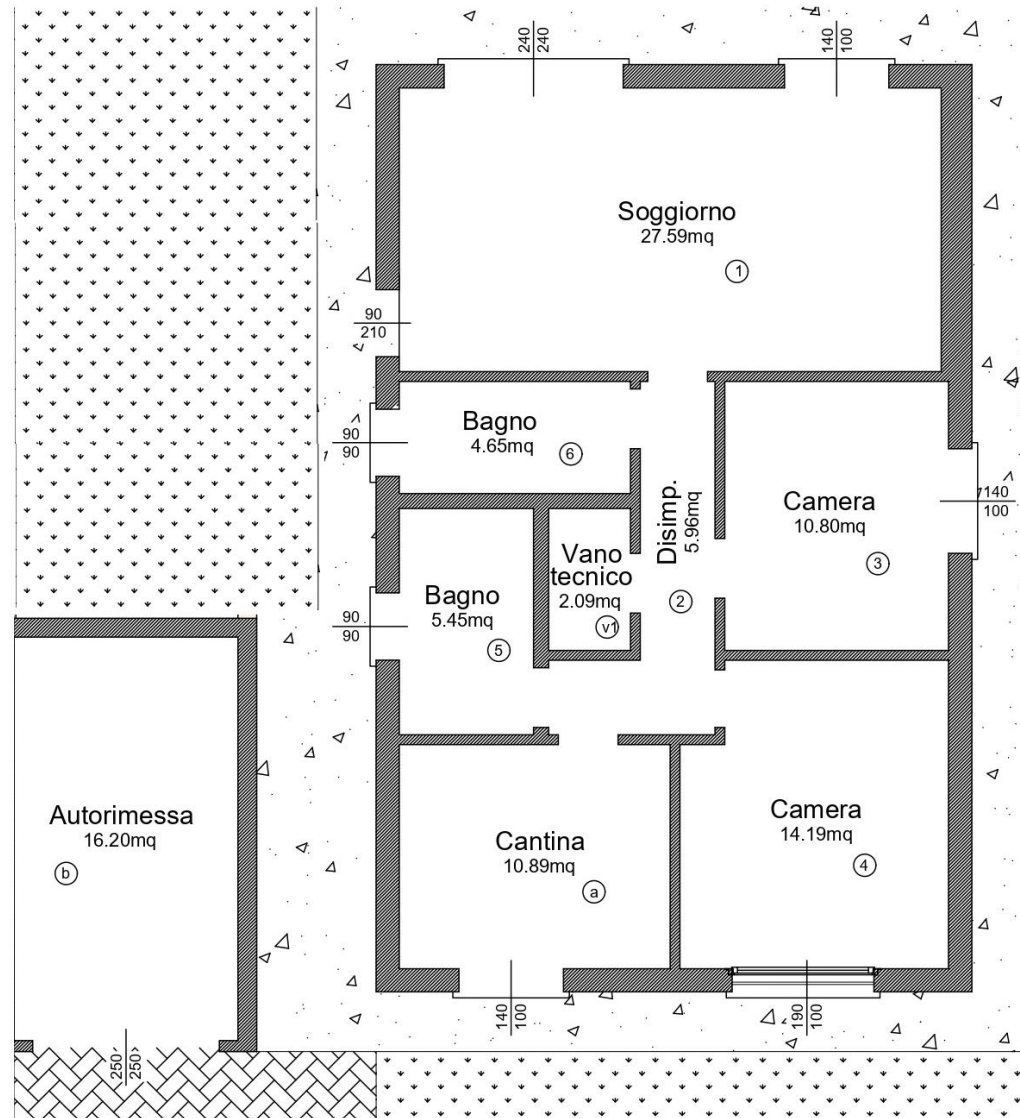 240
240
140
100
Soggiorno
27.59mq
1
90
210
Bagno
4.65mq
6
90
90
Disimp.
5.96mq
2
Camera
10.80mq
3
140
100
Vano
tecnico
2.09mq
v1
Bagno
5.45mq
5
90
90
Autorimessa
16.20mq
b
Cantina
10.89mq
a
Camera
14.19mq
4
140
100
190
100
250
250